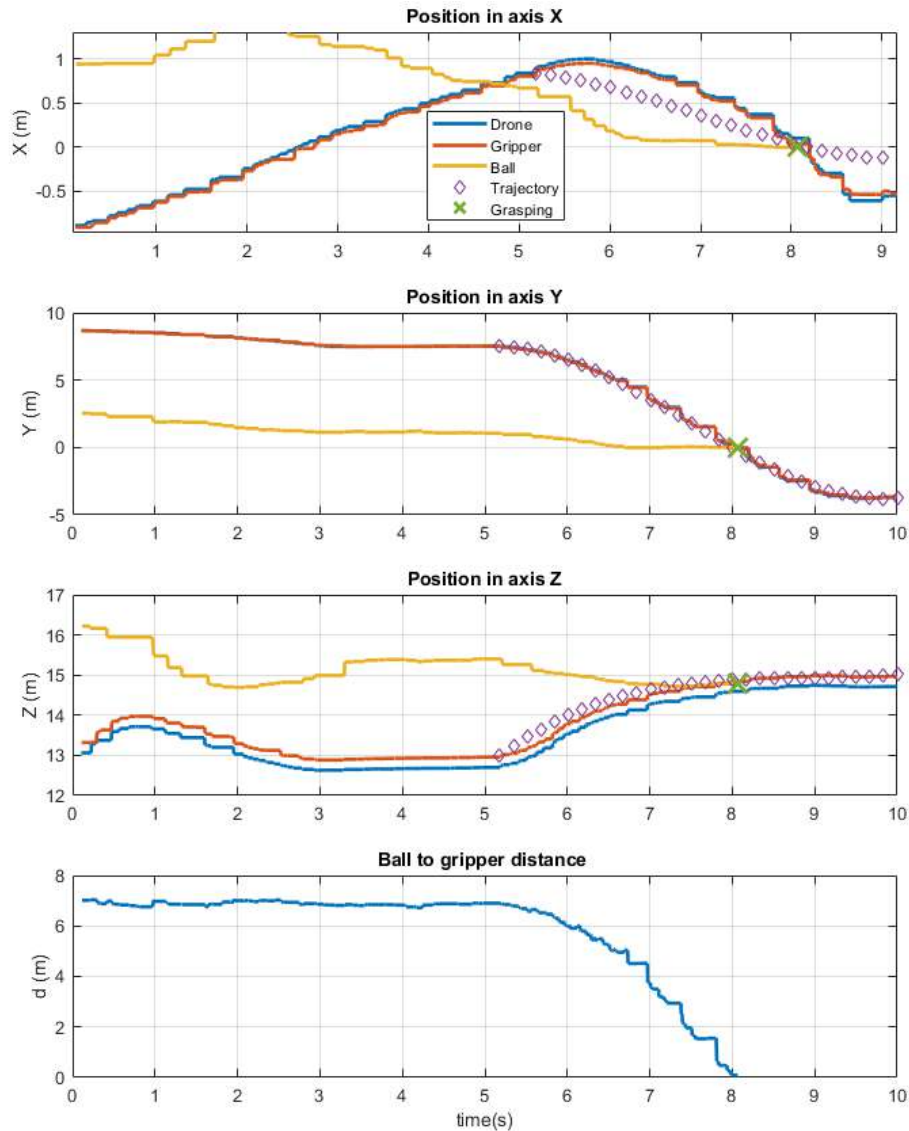 Position in axis X
1
0.5
0
-0.5
X (m)
Drone
Gripper
Ball
Trajectory
Grasping
1 2 3 4 5 6 7 8 9
Position in axis Y
10
5
0
-5
Y (m)
0 1 2 3 4 5 6 7 8 9 10
Position in axis Z
17
16
15
14
13
12
Z (m)
0 1 2 3 4 5 6 7 8 9 10
Ball to gripper distance
8
6
4
2
0
d (m)
0 1 2 3 4 5 6 7 8 9 10
time(s)